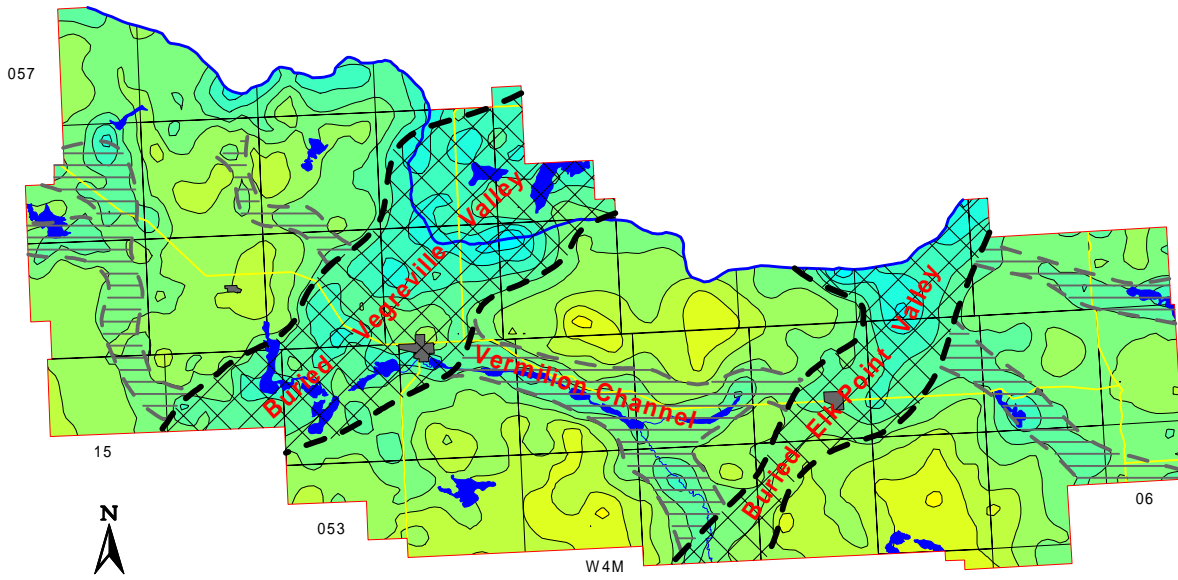 057
Buried Vegreville Valley
Vermilion Channel
Buried Elk Point Valley
15
06
053
N
W4M